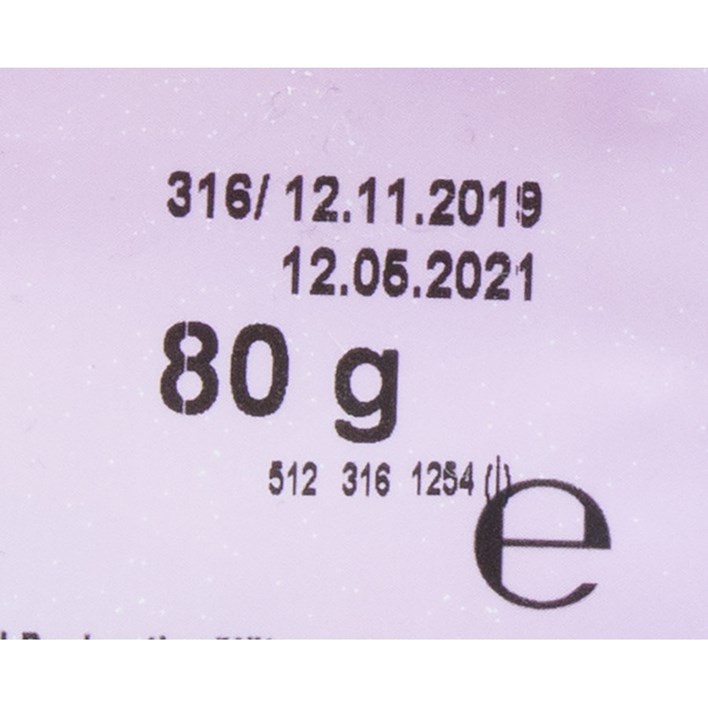 316/ 12.11.2019
12.05.2021
80 g
512 316 1254 (I)
e